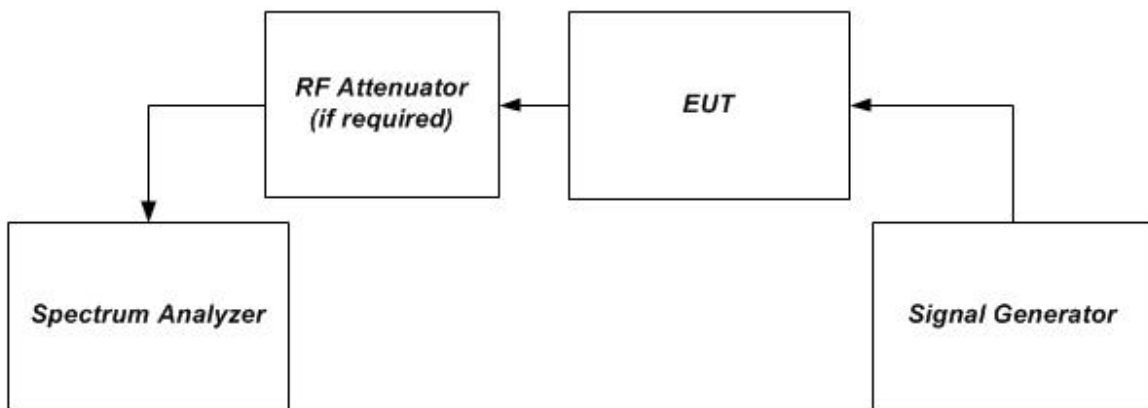 RF Attenuator
(if required)
EUT
Spectrum Analyzer
Signal Generator